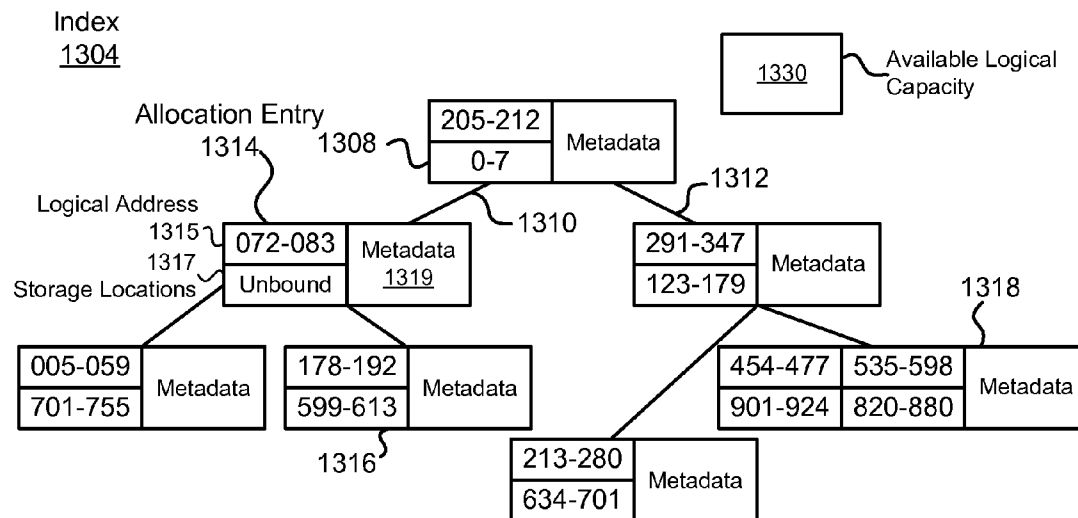 Index
1304
1330
Available Logical
Capacity
Allocation Entry
1314
1308
205-212
0-7
Metadata
1312
1310
Logical Address
1315
1317
Storage Locations
072-083
Unbound
Metadata
1319
291-347
123-179
Metadata
1318
005-059
701-755
Metadata
178-192
599-613
Metadata
1316
454-477
535-598
901-924
820-880
Metadata
213-280
634-701
Metadata